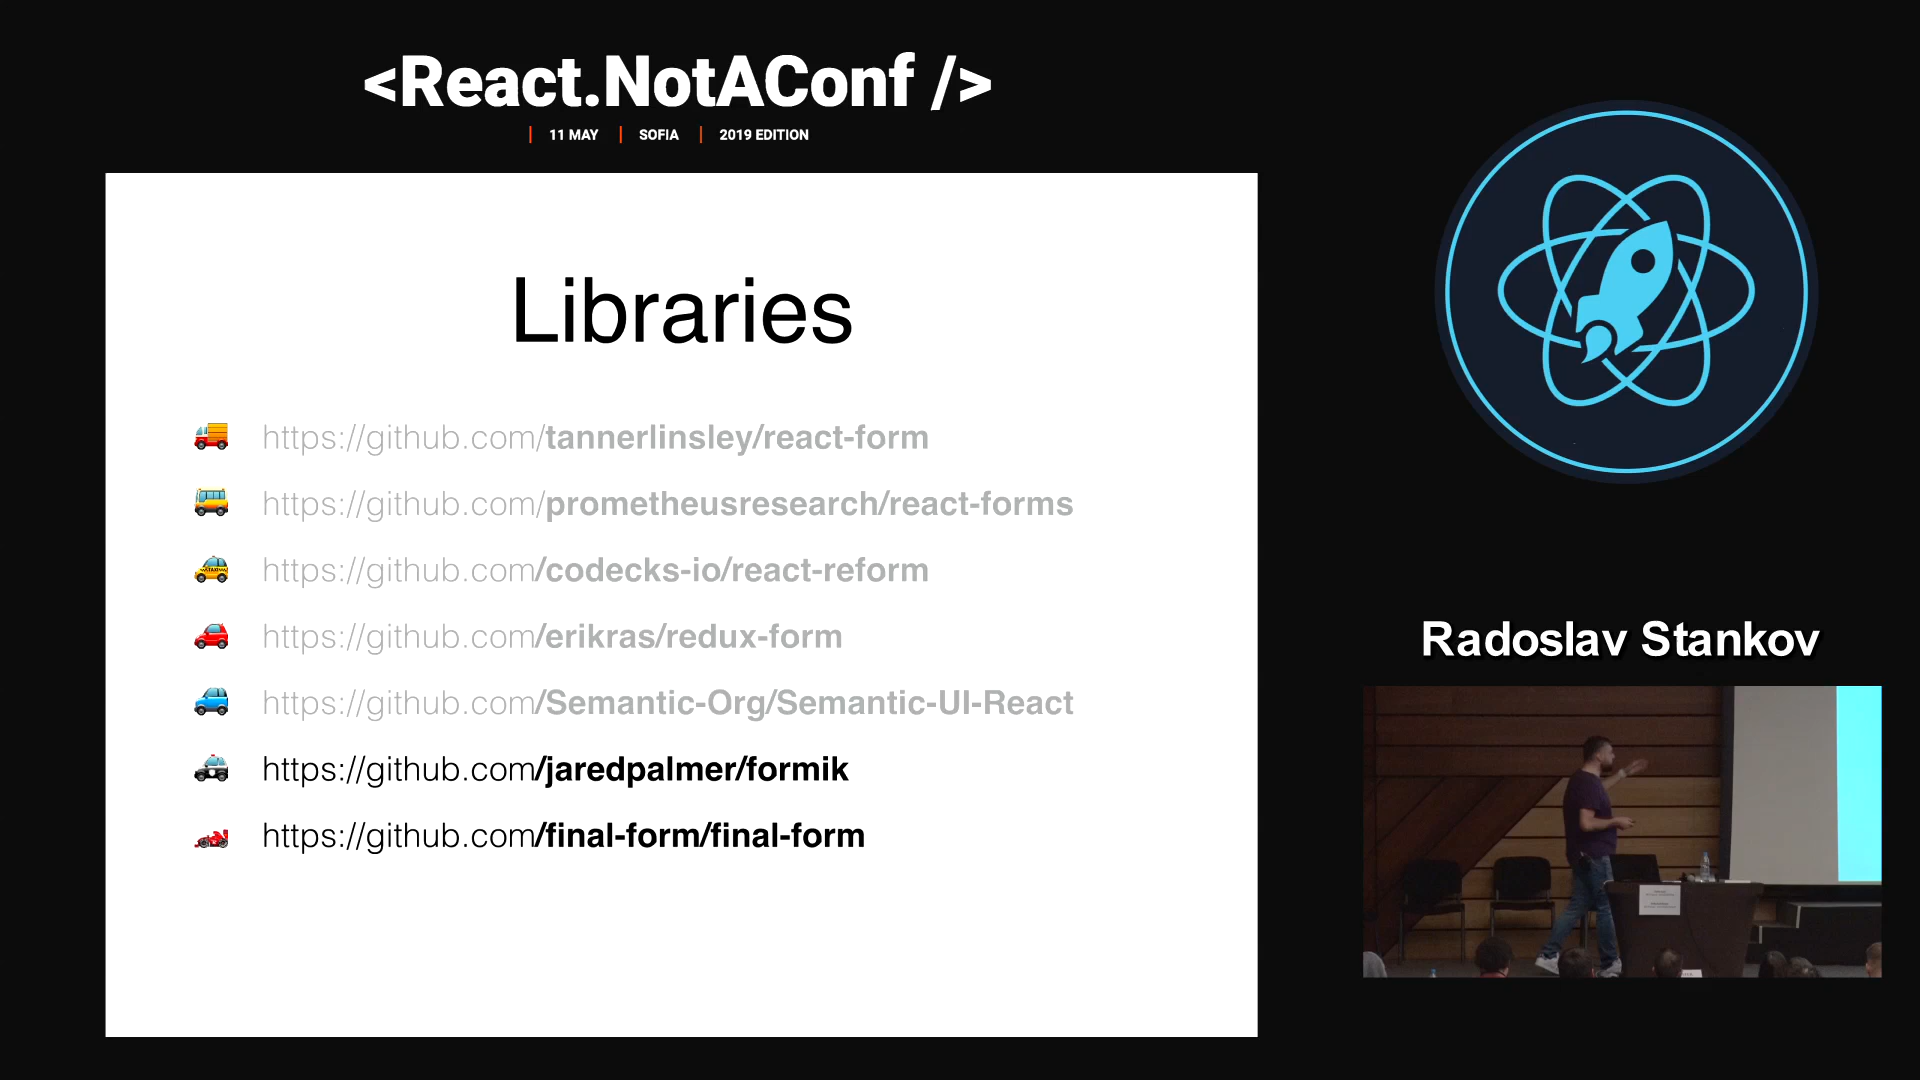 <React.NotAConf />
| 11 MAY | SOFIA | 2019 EDITION
Libraries
https://github.com/tannerlinsley/react-form
https://github.com/prometheusresearch/react-forms
https://github.com/codecks-io/react-reform
https://github.com/erikras/redux-form
https://github.com/Semantic-Org/Semantic-UI-React
https://github.com/jaredpalmer/formik
https://github.com/final-form/final-form
Radoslav Stankov